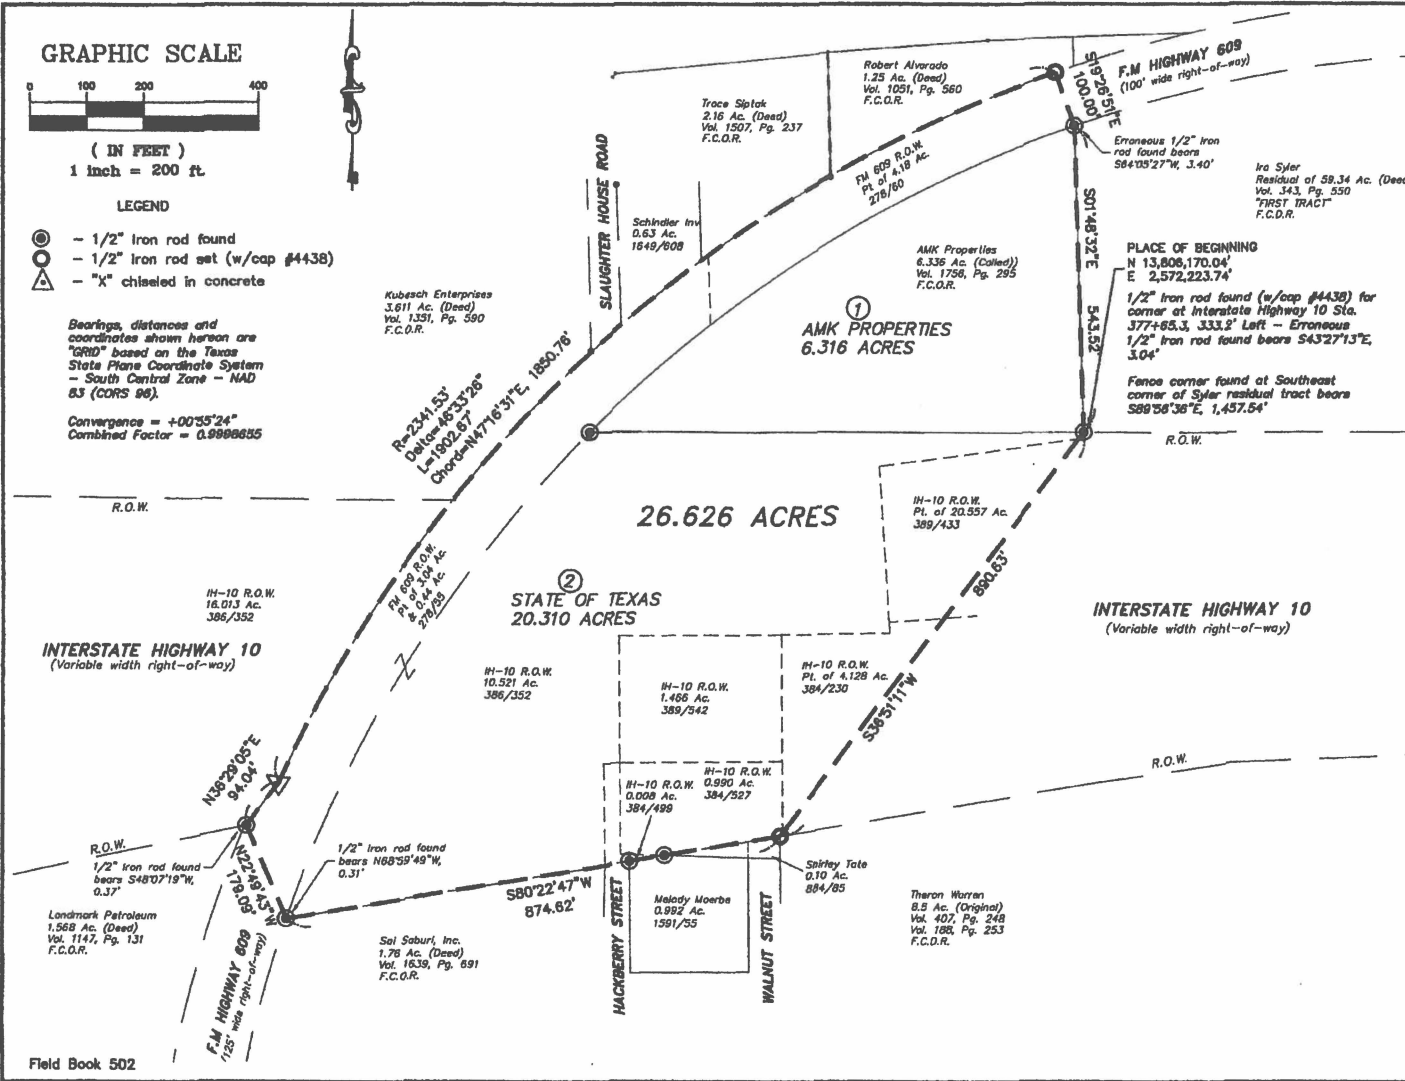 GRAPHIC SCALE
0 100 200 400
( IN FEET )
1 inch = 200 ft.
LEGEND
- 1/2" Iron rod found
- 1/2" Iron rod set (w/cap #4438)
- "X" chiseled in concrete
Bearings, distances and
coordinates shown hereon are
"GRID" based on the Texas
State Plane Coordinate System
- South Central Zone - NAD
83 (CORS 96).
Convergence = +00°55'24"
Combined Factor = 0.9998655
Kubesch Enterprises
3.611 Ac. (Deed)
Vol. 1351, Pg. 590
F.C.O.R.
SLAUGHTER HOUSE ROAD
Schindler Inv
0.63 Ac.
1649/608
Trace Siptak
2.16 Ac. (Deed)
Vol. 1507, Pg. 237
F.C.O.R.
Robert Alvarado
1.25 Ac. (Deed)
Vol. 1051, Pg. 560
F.C.O.R.
FM 609 R.O.W.
Pt of 4.18 Ac.
278/60
S19°26'51"E
100.00'
F.M HIGHWAY 609
(100' wide right-of-way)
Erroneous 1/2" Iron
rod found bears
S64°05'27"W, 3.40'
Ira Syler
Residual of 59.34 Ac. (Deed
Vol. 343, Pg. 550
"FIRST TRACT"
F.C.D.R.
S01°48'32"E
543.52'
PLACE OF BEGINNING
N 13,806,170.04'
E 2,572,223.74'
1/2" Iron rod found (w/cap #4438) for
corner at Interstate Highway 10 Sta.
377+65.3, 333.2' Left - Erroneous
1/2" Iron rod found bears S43°27'13"E,
3.04'
Fence corner found at Southeast
corner of Syler residual tract bears
S89°56'36"E, 1,457.54'
R.O.W.
AMK Properties
6.336 Ac. (Called))
Vol. 1756, Pg. 295
F.C.O.R.
1
AMK PROPERTIES
6.316 ACRES
R=2341.53'
Delta=46°33'26"
L=1902.67'
Chord=N47°16'31"E, 1850.76'
R.O.W.
26.626 ACRES
IH-10 R.O.W.
Pt. of 20.557 Ac.
389/433
890.63'
S36°51'11"W
2
STATE OF TEXAS
20.310 ACRES
FM 609 R.O.W.
Pt of 3.04 Ac.
& 0.44 Ac.
278/55
IH-10 R.O.W.
16.013 Ac.
386/352
INTERSTATE HIGHWAY 10
(Variable width right-of-way)
INTERSTATE HIGHWAY 10
(Variable width right-of-way)
IH-10 R.O.W.
10.521 Ac.
386/352
IH-10 R.O.W.
1.466 Ac.
389/542
IH-10 R.O.W.
Pt. of 4.128 Ac.
384/230
R.O.W.
IH-10 R.O.W.
0.008 Ac.
384/499
IH-10 R.O.W.
0.990 Ac.
384/527
N36°29'05"E
94.04'
R.O.W.
1/2" Iron rod found
bears S48°07'19"W,
0.37'
N22°49'43"W
179.09'
1/2" Iron rod found
bears N68°59'49"W,
0.31'
S80°22'47"W
874.62'
Landmark Petroleum
1.568 Ac. (Deed)
Vol. 1147, Pg. 131
F.C.O.R.
F.M HIGHWAY 609
(125' wide right-of-way)
Sai Saburi, Inc.
1.76 Ac. (Deed)
Vol. 1639, Pg. 691
F.C.O.R.
HACKBERRY STREET
Melody Moerbe
0.992 Ac.
1591/55
WALNUT STREET
Shirley Tate
0.10 Ac.
884/85
Theron Warren
8.5 Ac. (Original)
Vol. 407, Pg. 248
Vol. 188, Pg. 253
F.C.D.R.
Field Book 502